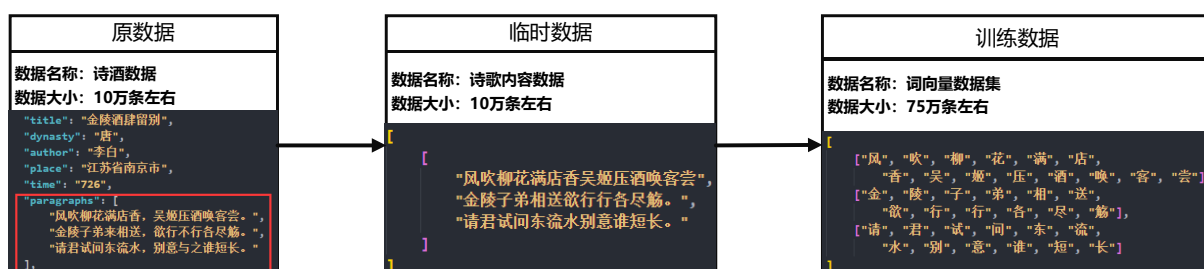 原数据
数据名称：诗酒数据
数据大小：10万条左右
"title": "金陵酒肆留别",
"dynasty": "唐",
"author": "李白",
"place": "江苏省南京市",
"time": "726",
"paragraphs": [
"风吹柳花满店香，吴姬压酒唤客尝。",
"金陵子弟来相送，欲行不行各尽觞。",
"请君试问东流水，别意与之谁短长。"
],
临时数据
数据名称：诗歌内容数据
数据大小：10万条左右
[
[
"风吹柳花满店香吴姬压酒唤客尝",
"金陵子弟相送欲行行各尽觞。",
"请君试问东流水别意谁短长。"
]
]
训练数据
数据名称：词向量数据集
数据大小：75万条左右
[
["风", "吹", "柳", "花", "满", "店",
"香", "吴", "姬", "压", "酒", "唤", "客", "尝"]
["金", "陵", "子", "弟", "相", "送",
"欲", "行", "行", "各", "尽", "觞"],
["请", "君", "试", "问", "东", "流",
"水", "别", "意", "谁", "短", "长"]
]